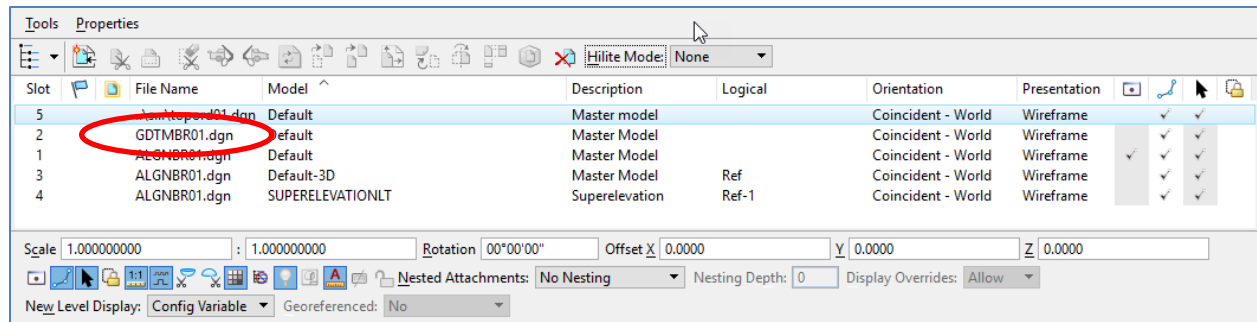 Tools Properties
Hilite Mode: None
Slot File Name Model Description Logical Orientation Presentation
5 ..\s...\topord01.dgn Default Master model Coincident - World Wireframe
2 GDTMBR01.dgn Default Master Model Coincident - World Wireframe
1 ALGNBR01.dgn Default Master Model Coincident - World Wireframe
3 ALGNBR01.dgn Default-3D Master Model Ref Coincident - World Wireframe
4 ALGNBR01.dgn SUPERELEVATIONLT Superelevation Ref-1 Coincident - World Wireframe
Scale 1.000000000 : 1.000000000 Rotation 00°00'00" Offset X 0.0000 Y 0.0000 Z 0.0000
1:1 A Nested Attachments: No Nesting Nesting Depth: 0 Display Overrides: Allow
New Level Display: Config Variable Georeferenced: No